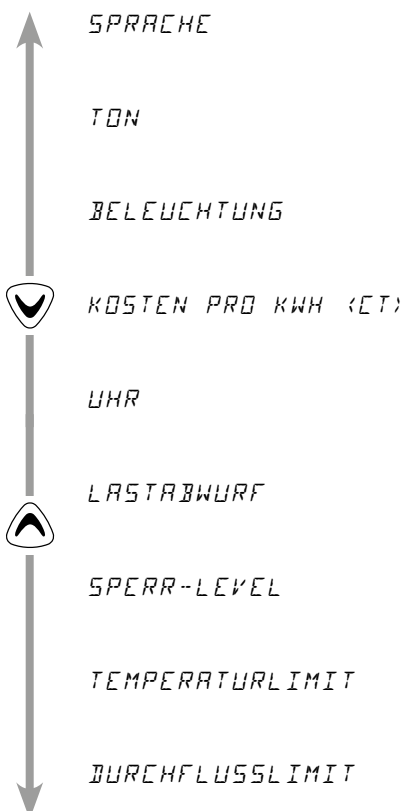 SPRACHE
TON
BELEUCHTUNG
KOSTEN PRO KWH (CT)
UHR
LASTABWURF
SPERR-LEVEL
TEMPERATURLIMIT
DURCHFLUSSLIMIT